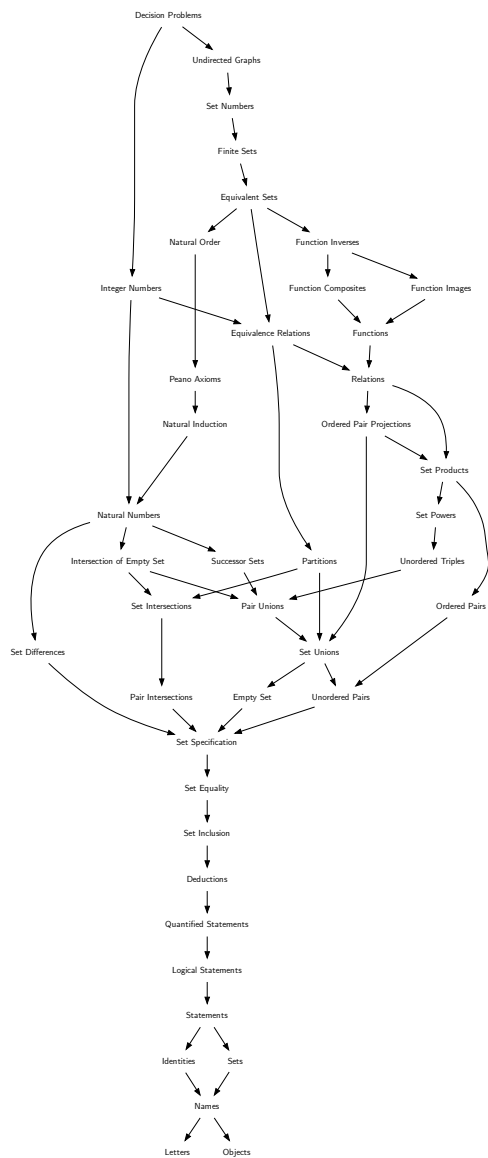 Decision Problems
Undirected Graphs
Set Numbers
Finite Sets
Equivalent Sets
Natural Order
Function Inverses
Integer Numbers
Function Composites
Function Images
Equivalence Relations
Functions
Peano Axioms
Relations
Natural Induction
Ordered Pair Projections
Set Products
Natural Numbers
Set Powers
Intersection of Empty Set
Successor Sets
Partitions
Unordered Triples
Set Intersections
Pair Unions
Ordered Pairs
Set Differences
Set Unions
Pair Intersections
Empty Set
Unordered Pairs
Set Specification
Set Equality
Set Inclusion
Deductions
Quantified Statements
Logical Statements
Statements
Identities
Sets
Names
Letters
Objects